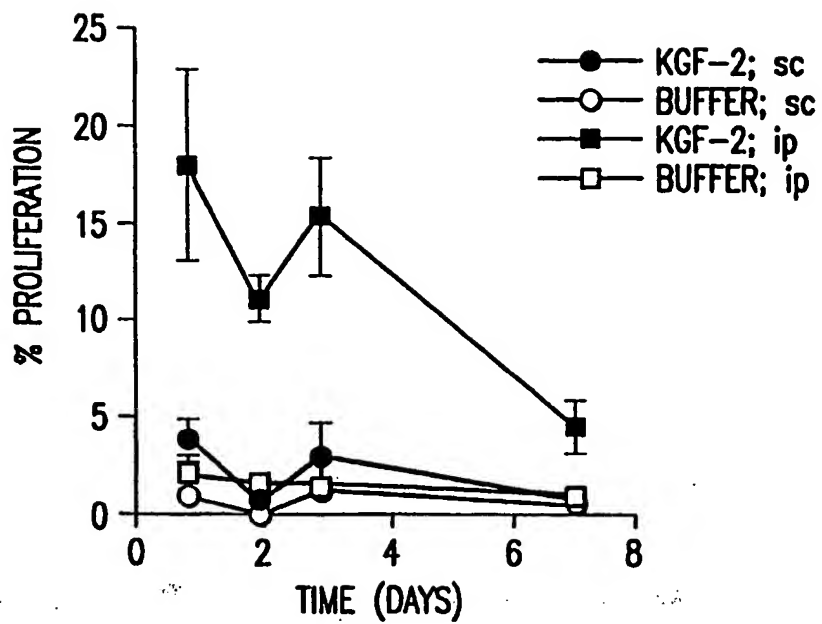 25
20
15
10
5
0
% PROLIFERATION
0 2 4 6 8
TIME (DAYS)
KGF-2; sc
BUFFER; sc
KGF-2; ip
BUFFER; ip